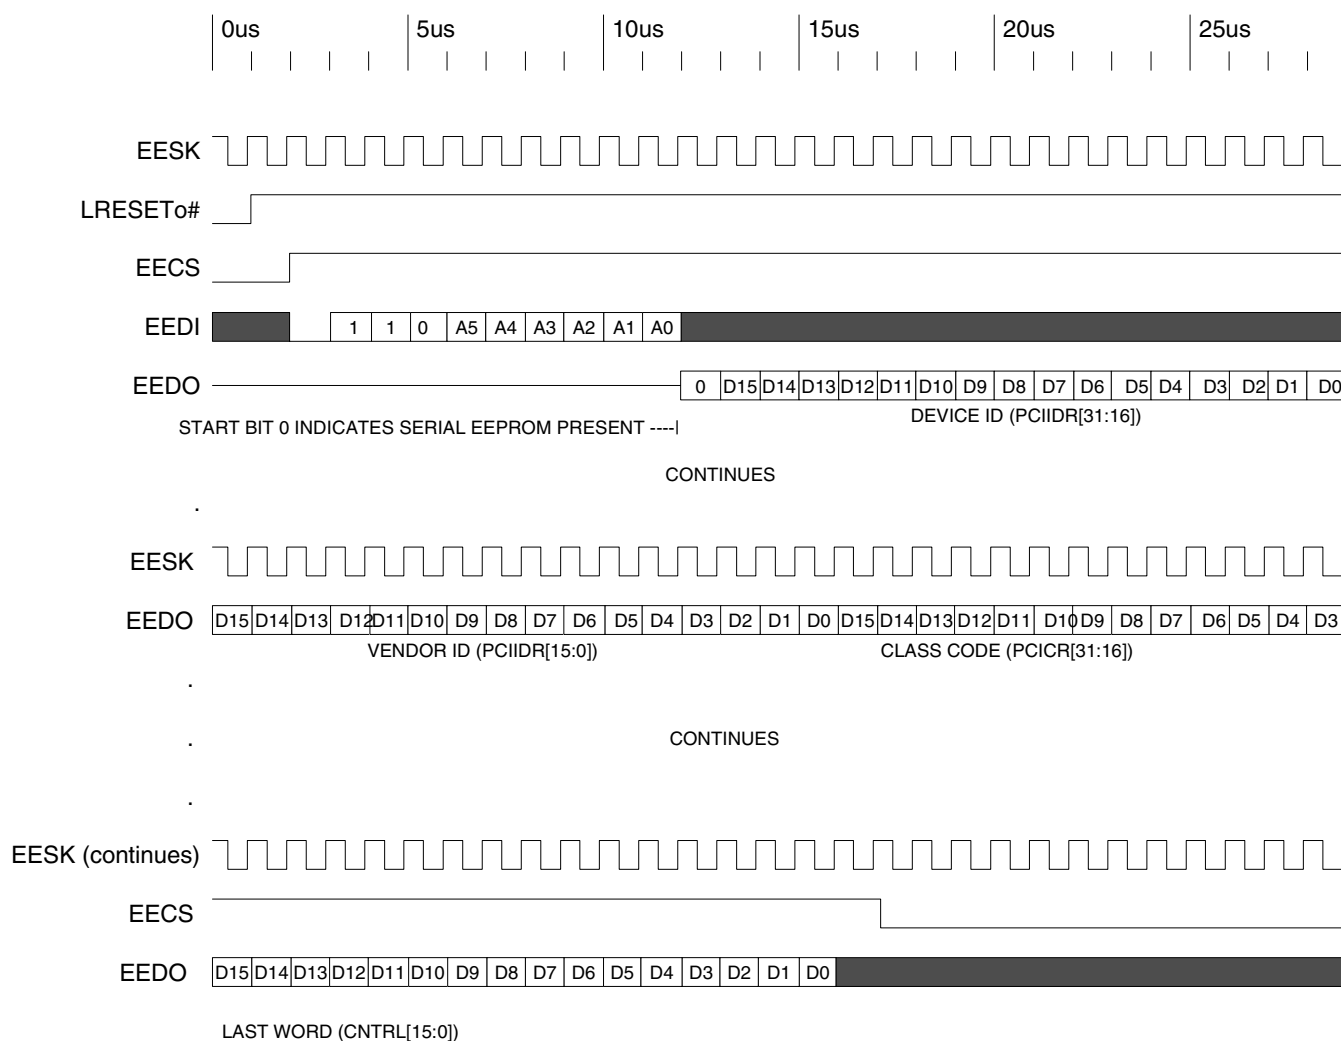 0us 5us 10us 15us 20us 25us
EESK
LRESETo#
EECS
EEDI 1 1 0 A5 A4 A3 A2 A1 A0
EEDO 0 D15 D14 D13 D12 D11 D10 D9 D8 D7 D6 D5 D4 D3 D2 D1 D0
DEVICE ID (PCIIDR[31:16])
START BIT 0 INDICATES SERIAL EEPROM PRESENT ----|
CONTINUES
.
EESK
EEDO D15 D14 D13 D12 D11 D10 D9 D8 D7 D6 D5 D4 D3 D2 D1 D0 D15 D14 D13 D12 D11 D10 D9 D8 D7 D6 D5 D4 D3
VENDOR ID (PCIIDR[15:0]) CLASS CODE (PCICR[31:16])
.
. CONTINUES
.
EESK (continues)
EECS
EEDO D15 D14 D13 D12 D11 D10 D9 D8 D7 D6 D5 D4 D3 D2 D1 D0
LAST WORD (CNTRL[15:0])